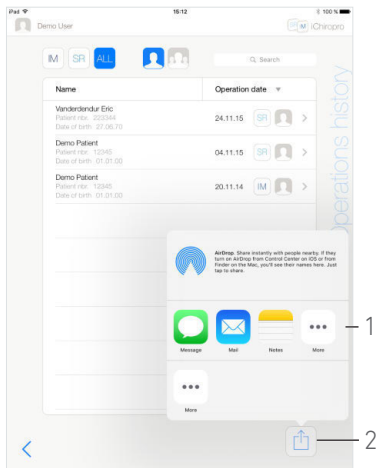 iPad 15:12 100 %
Demo User IM iChiropro
IM SR ALL Search
Name Operation date
Vanderdendur Eric
Patient nbr. 223344
Date of birth 27.06.70
24.11.15 SR
Demo Patient
Patient nbr. 12345
Date of birth 01.01.00
04.11.15 SR
Demo Patient
Patient nbr. 12345
Date of birth 01.01.00
20.11.14 IM
operations history
AirDrop. Share instantly with people nearby. If they
turn on AirDrop from Control Center on iOS or from
Finder on the Mac, you'll see their names here. Just
tap to share.
Message Mail Notes More
1
More
2